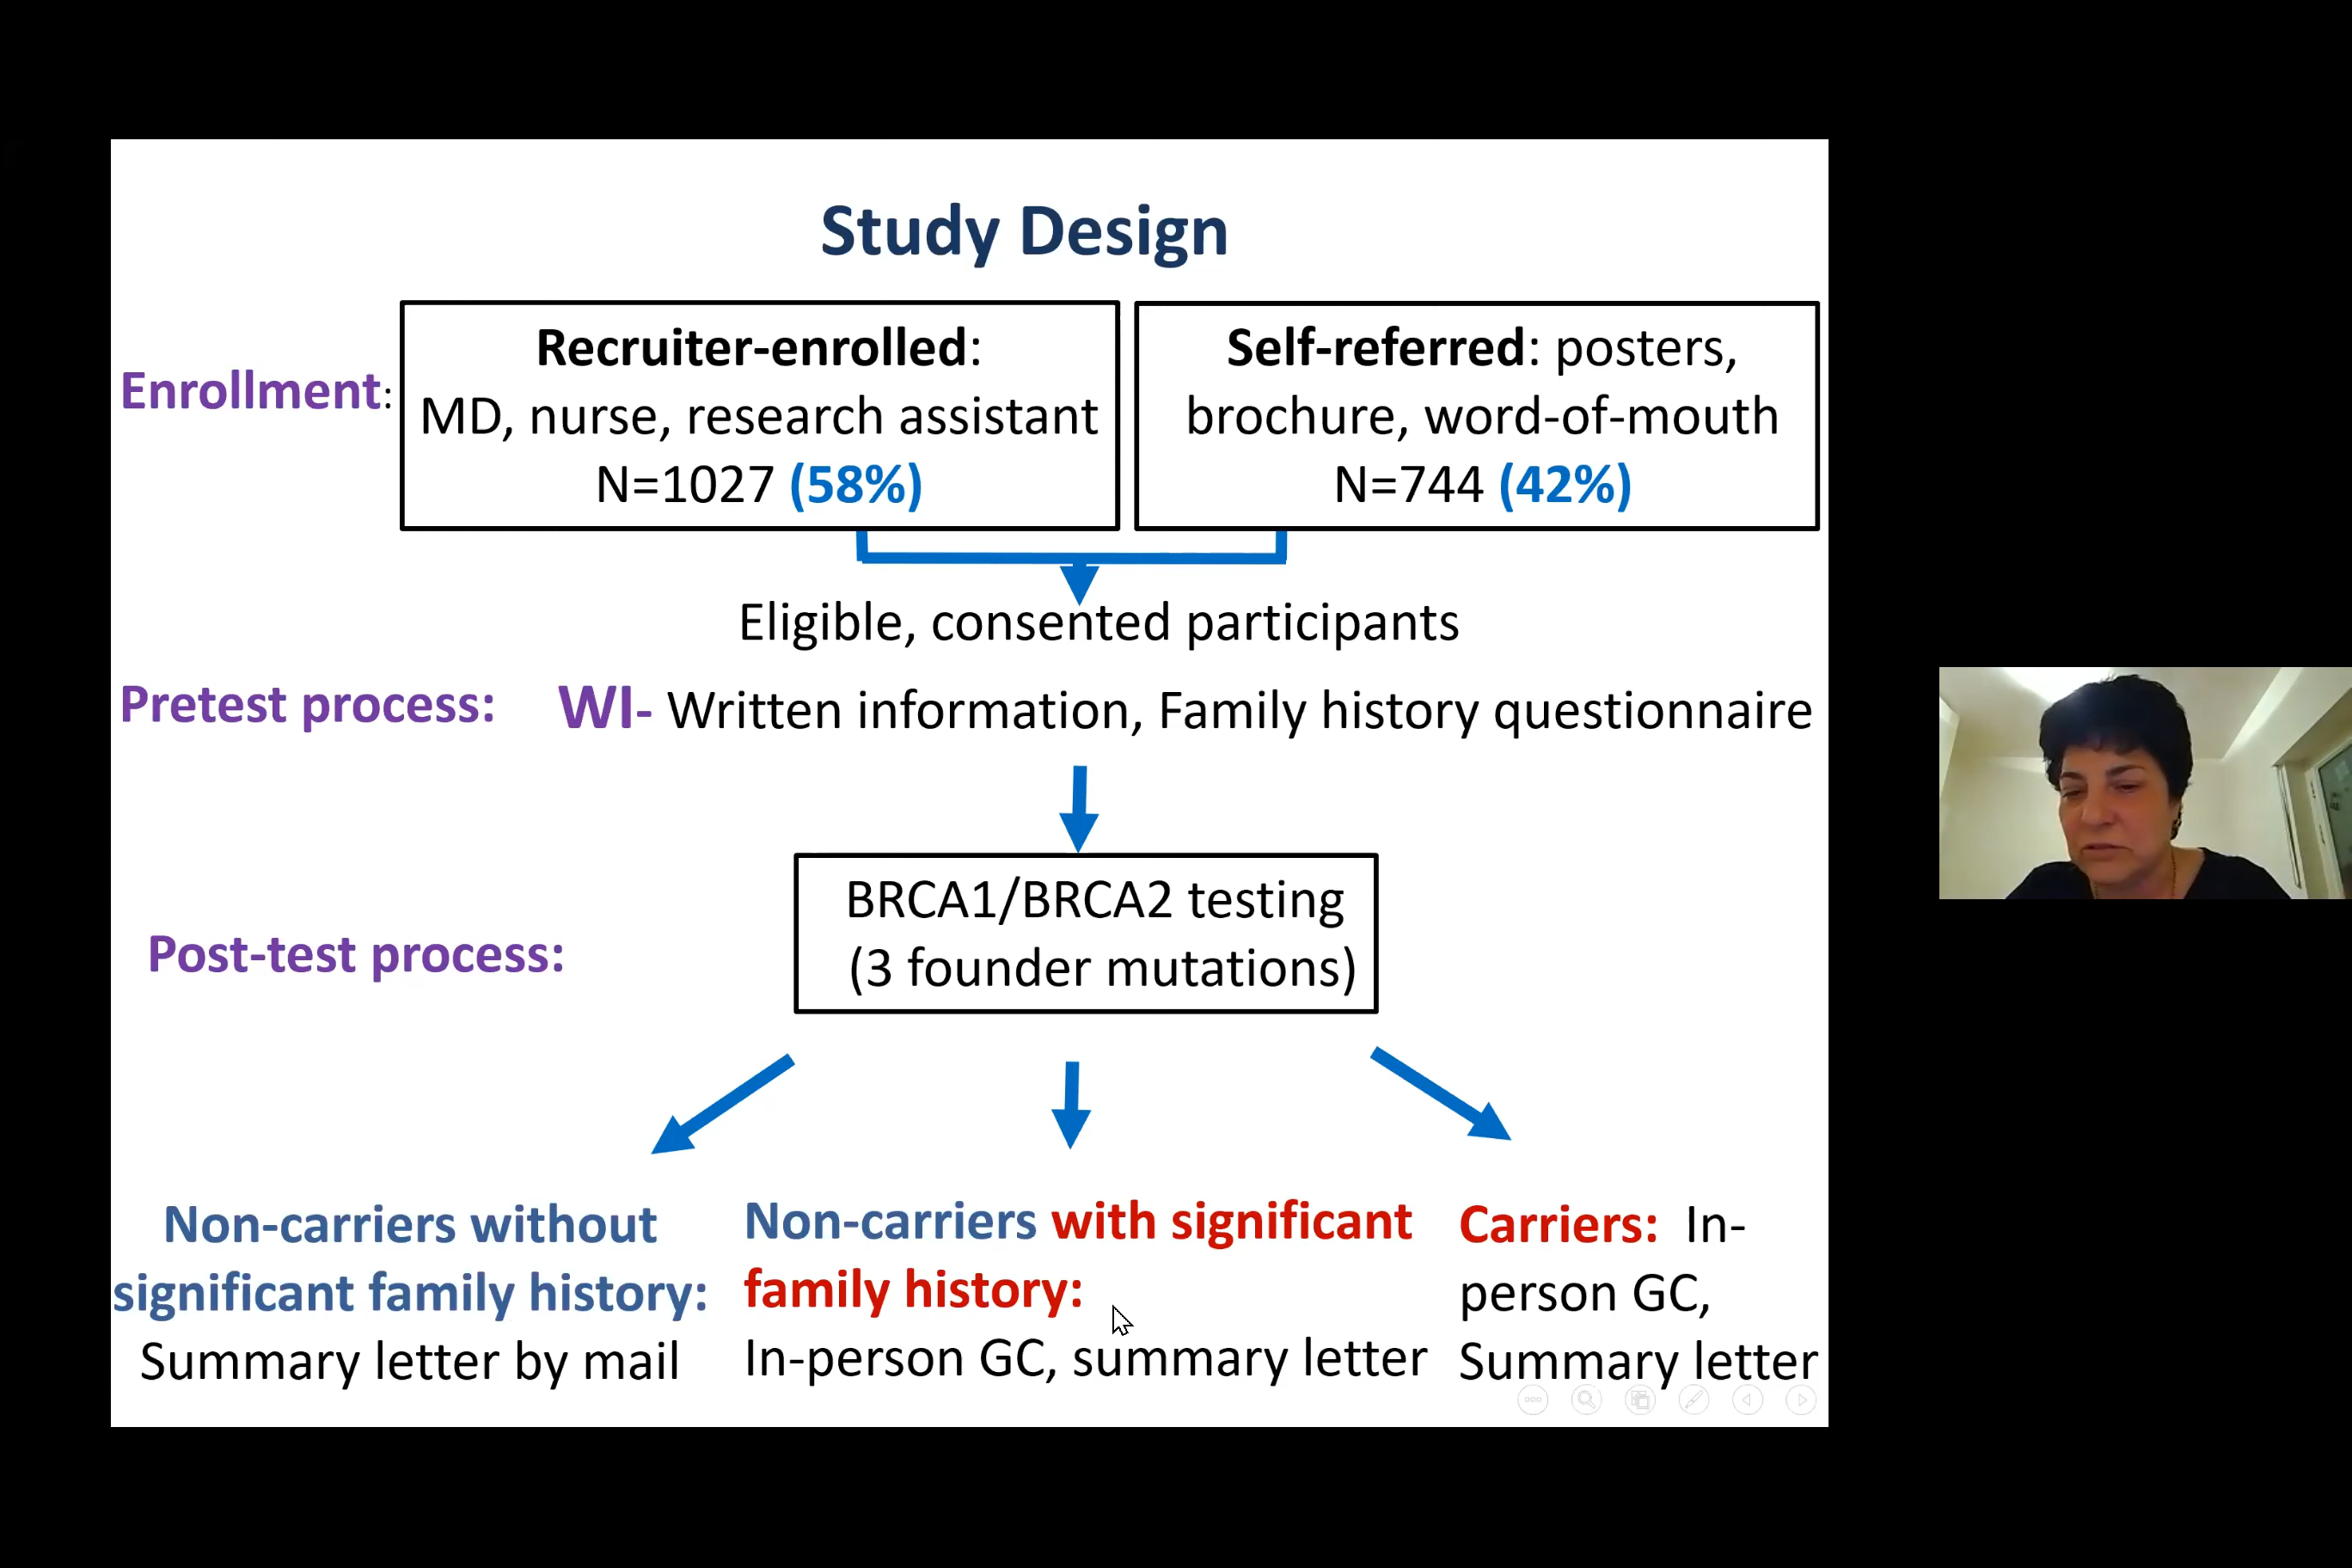 Study Design
Enrollment:
Recruiter-enrolled:
MD, nurse, research assistant
N=1027 (58%)
Self-referred: posters,
brochure, word-of-mouth
N=744 (42%)
Eligible, consented participants
Pretest process:
WI- Written information, Family history questionnaire
BRCA1/BRCA2 testing
(3 founder mutations)
Post-test process:
Non-carriers without
significant family history:
Summary letter by mail
Non-carriers with significant
family history:
In-person GC, summary letter
Carriers: In-
person GC,
Summary letter